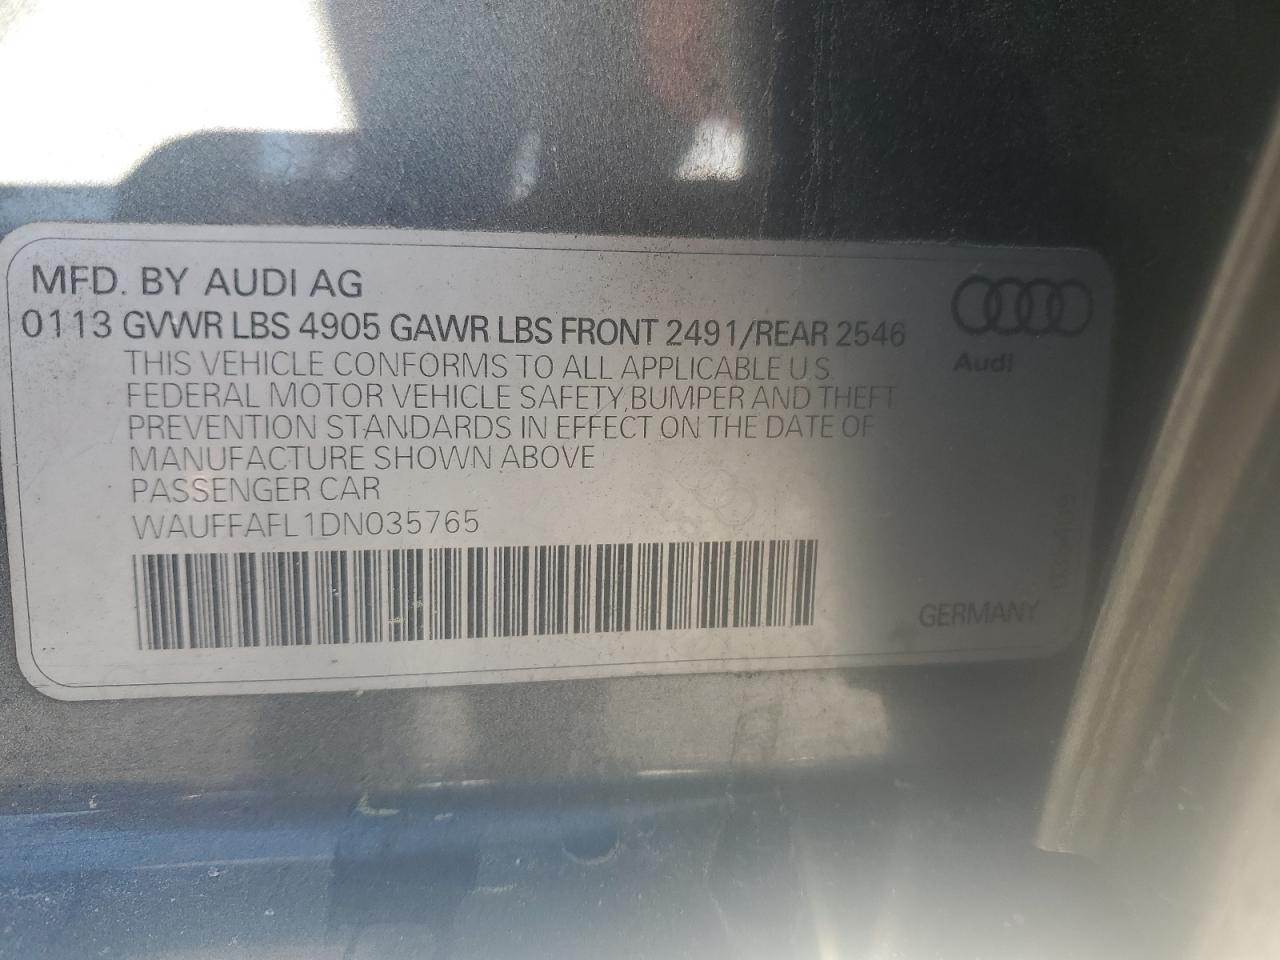 MFD. BY AUDI AG
0113 GVWR LBS 4905 GAWR LBS FRONT 2491/REAR 2546
Audi
THIS VEHICLE CONFORMS TO ALL APPLICABLE U.S.
FEDERAL MOTOR VEHICLE SAFETY, BUMPER AND THEFT
PREVENTION STANDARDS IN EFFECT ON THE DATE OF
MANUFACTURE SHOWN ABOVE
PASSENGER CAR
WAUFFAFL1DN035765
GERMANY